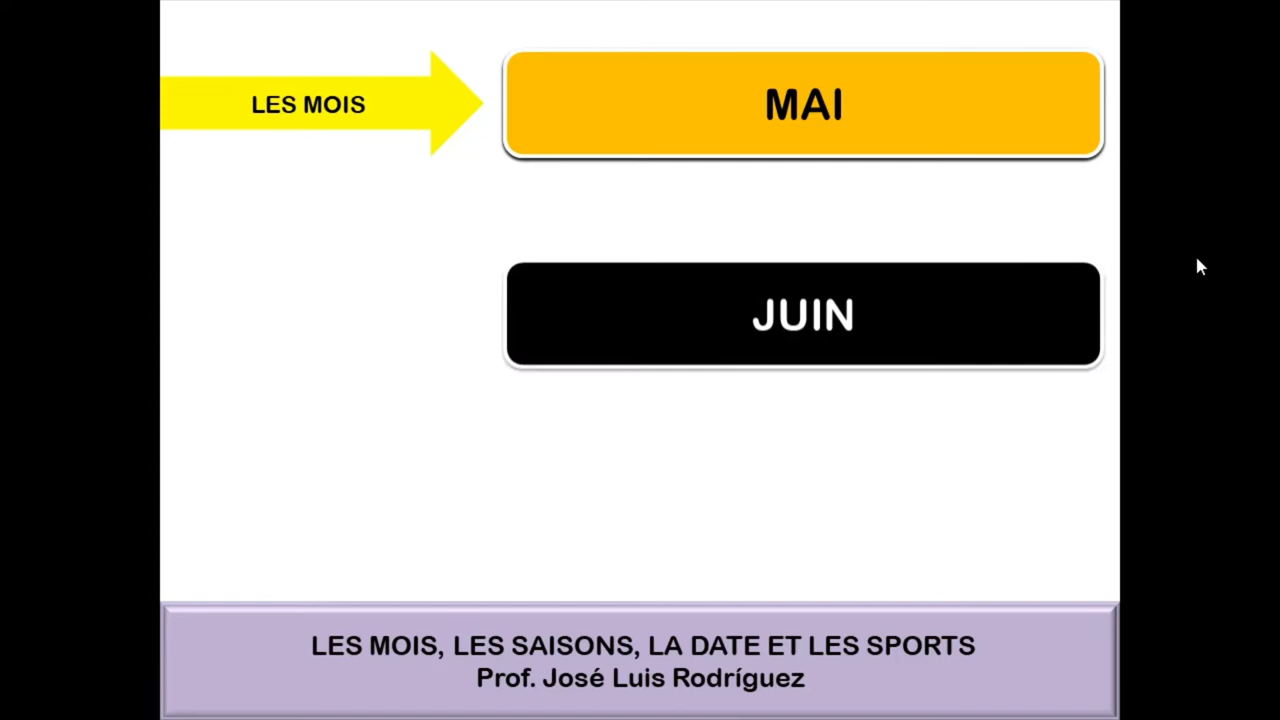 LES MOIS
MAI
JUIN
LES MOIS, LES SAISONS, LA DATE ET LES SPORTS
Prof. José Luis Rodríguez